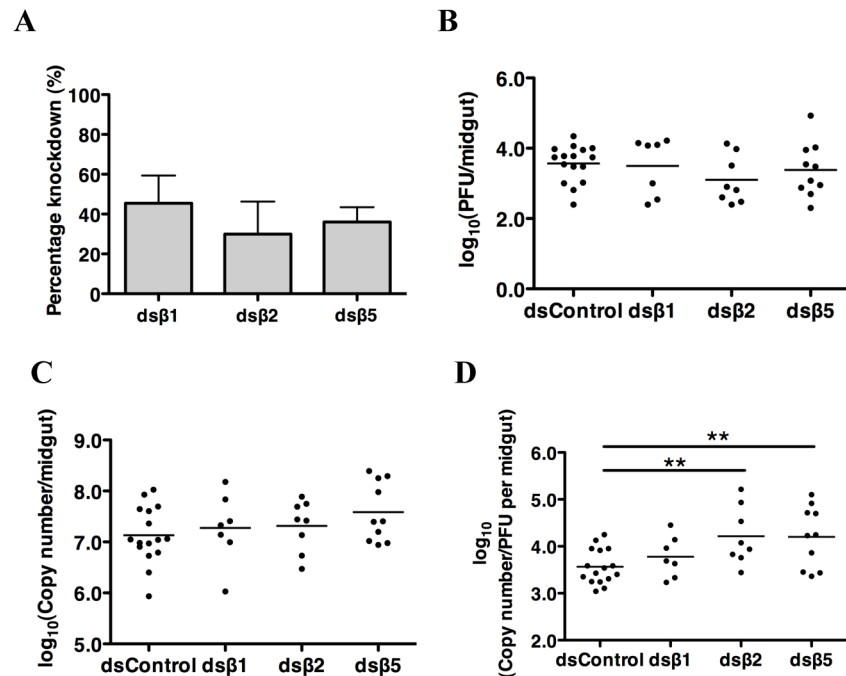 A
Percentage knockdown (%)
100
80
60
40
20
0
dsβ1 dsβ2 dsβ5
B
log10(PFU/midgut)
6.0
4.0
2.0
0.0
dsControl dsβ1 dsβ2 dsβ5
C
log10(Copy number/midgut)
9.0
8.0
7.0
6.0
5.0
dsControl dsβ1 dsβ2 dsβ5
D
log10
(Copy number/PFU per midgut)
6.0
5.0
4.0
3.0
2.0
**
**
dsControl dsβ1 dsβ2 dsβ5